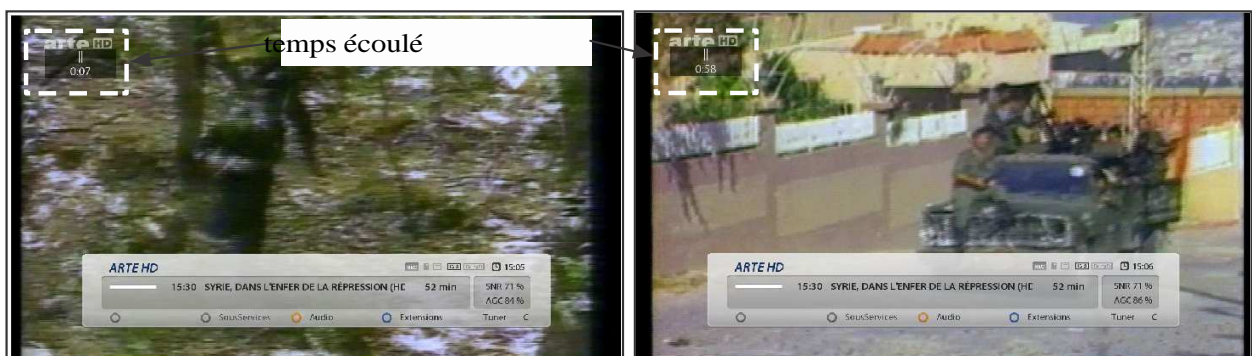 temps écoulé
arte HD
0:07
ARTE HD
15:05
15:30 SYRIE, DANS L'ENFER DE LA RÉPRESSION (HD 52 min
SNR 71 %
AGC 84 %
SousServices Audio Extensions Tuner C
arte HD
0:58
ARTE HD
15:06
15:30 SYRIE, DANS L'ENFER DE LA RÉPRESSION (HD 52 min
SNR 71 %
AGC 86 %
SousServices Audio Extensions Tuner C